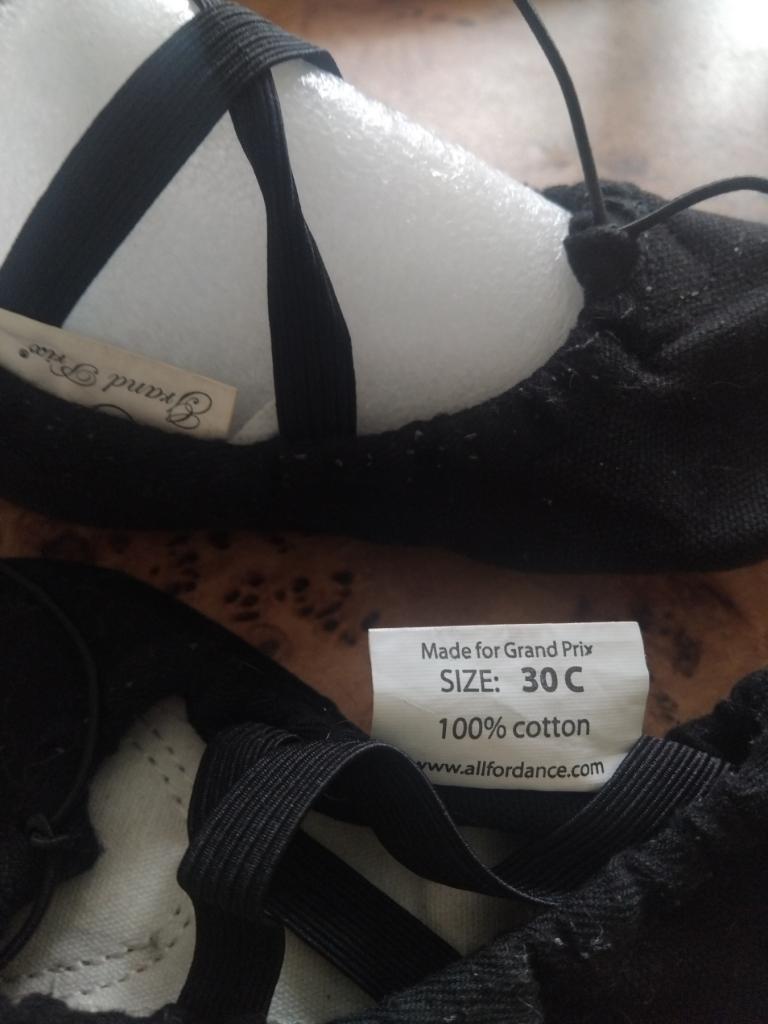 Grand Prix®
Made for Grand Prix
SIZE: 30 C
100% cotton
www.allfordance.com